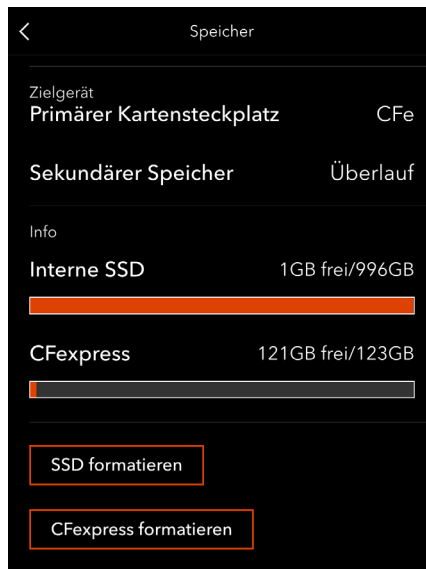 Speicher
Zielgerät
Primärer Kartensteckplatz CFe
Sekundärer Speicher Überlauf
Info
Interne SSD 1GB frei/996GB
CFexpress 121GB frei/123GB
SSD formatieren
CFexpress formatieren